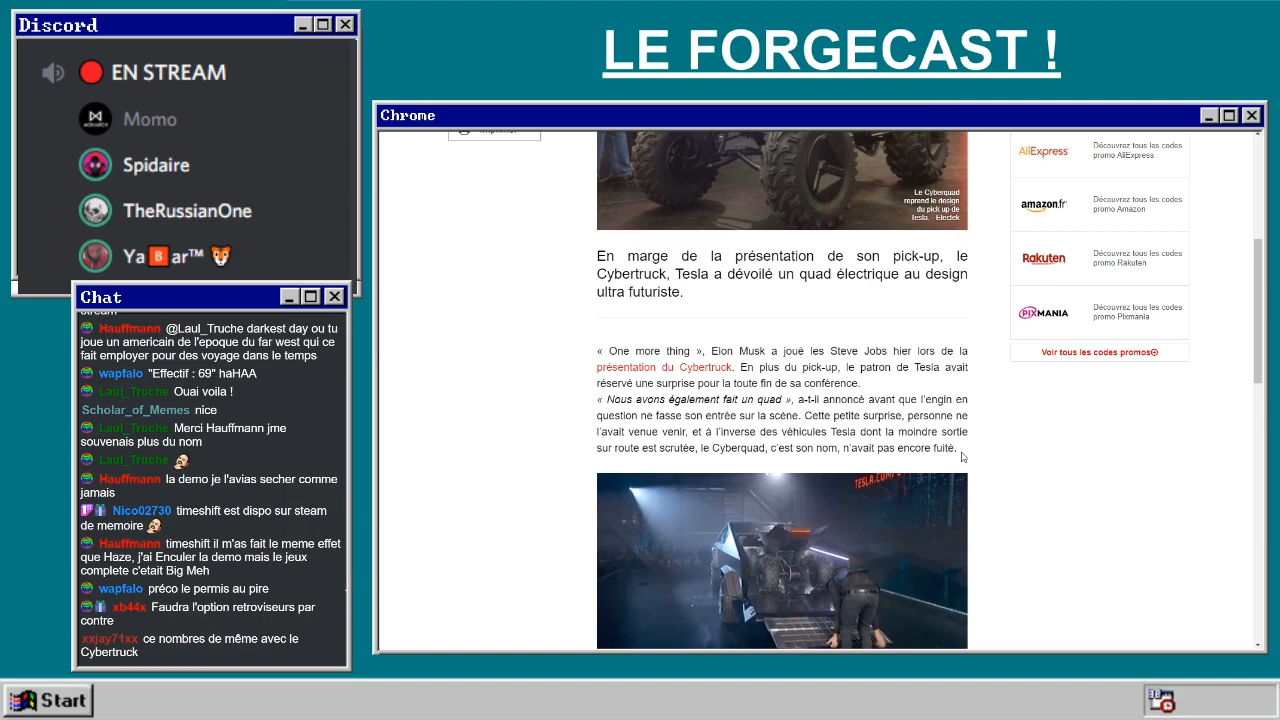 Discord
EN STREAM
Momo
Spidaire
TheRussianOne
Ya🅱ar™ 🐯
LE FORGECAST !
Chat
stream
Hauffmann @Laul_Truche darkest day ou tu
joue un americain de l'epoque du far west qui ce
fait employer pour des voyage dans le temps
wapfalo "Effectif : 69" haHAA
Laul_Truche Ouai voila !
Scholar_of_Memes nice
Laul_Truche Merci Hauffmann jme
souvenais plus du nom
Laul_Truche
Hauffmann la demo je l'avias secher comme
jamais
Nico02730 timeshift est dispo sur steam
de memoire
Hauffmann timeshift il m'as fait le meme effet
que Haze, j'ai Enculer la demo mais le jeux
complete c'etait Big Meh
wapfalo préco le permis au pire
xb44x Faudra l'option retroviseurs par
contre
xxjay71xx ce nombres de même avec le
Cybertruck
Chrome
Imprimer
Le Cyberquad
reprend le design
du pick up de
Tesla. - Electek
En marge de la présentation de son pick-up, le
Cybertruck, Tesla a dévoilé un quad électrique au design
ultra futuriste.
« One more thing », Elon Musk a joué les Steve Jobs hier lors de la
présentation du Cybertruck. En plus du pick-up, le patron de Tesla avait
réservé une surprise pour la toute fin de sa conférence.
« Nous avons également fait un quad », a-t-il annoncé avant que l'engin en
question ne fasse son entrée sur la scène. Cette petite surprise, personne ne
l'avait venue venir, et à l'inverse des véhicules Tesla dont la moindre sortie
sur route est scrutée, le Cyberquad, c'est son nom, n'avait pas encore fuité.
AliExpress
Découvrez tous les codes
promo AliExpress
amazon.fr
Découvrez tous les codes
promo Amazon
Rakuten
Découvrez tous les codes
promo Rakuten
PIXMANIA
Découvrez tous les codes
promo Pixmania
Voir tous les codes promos
Start